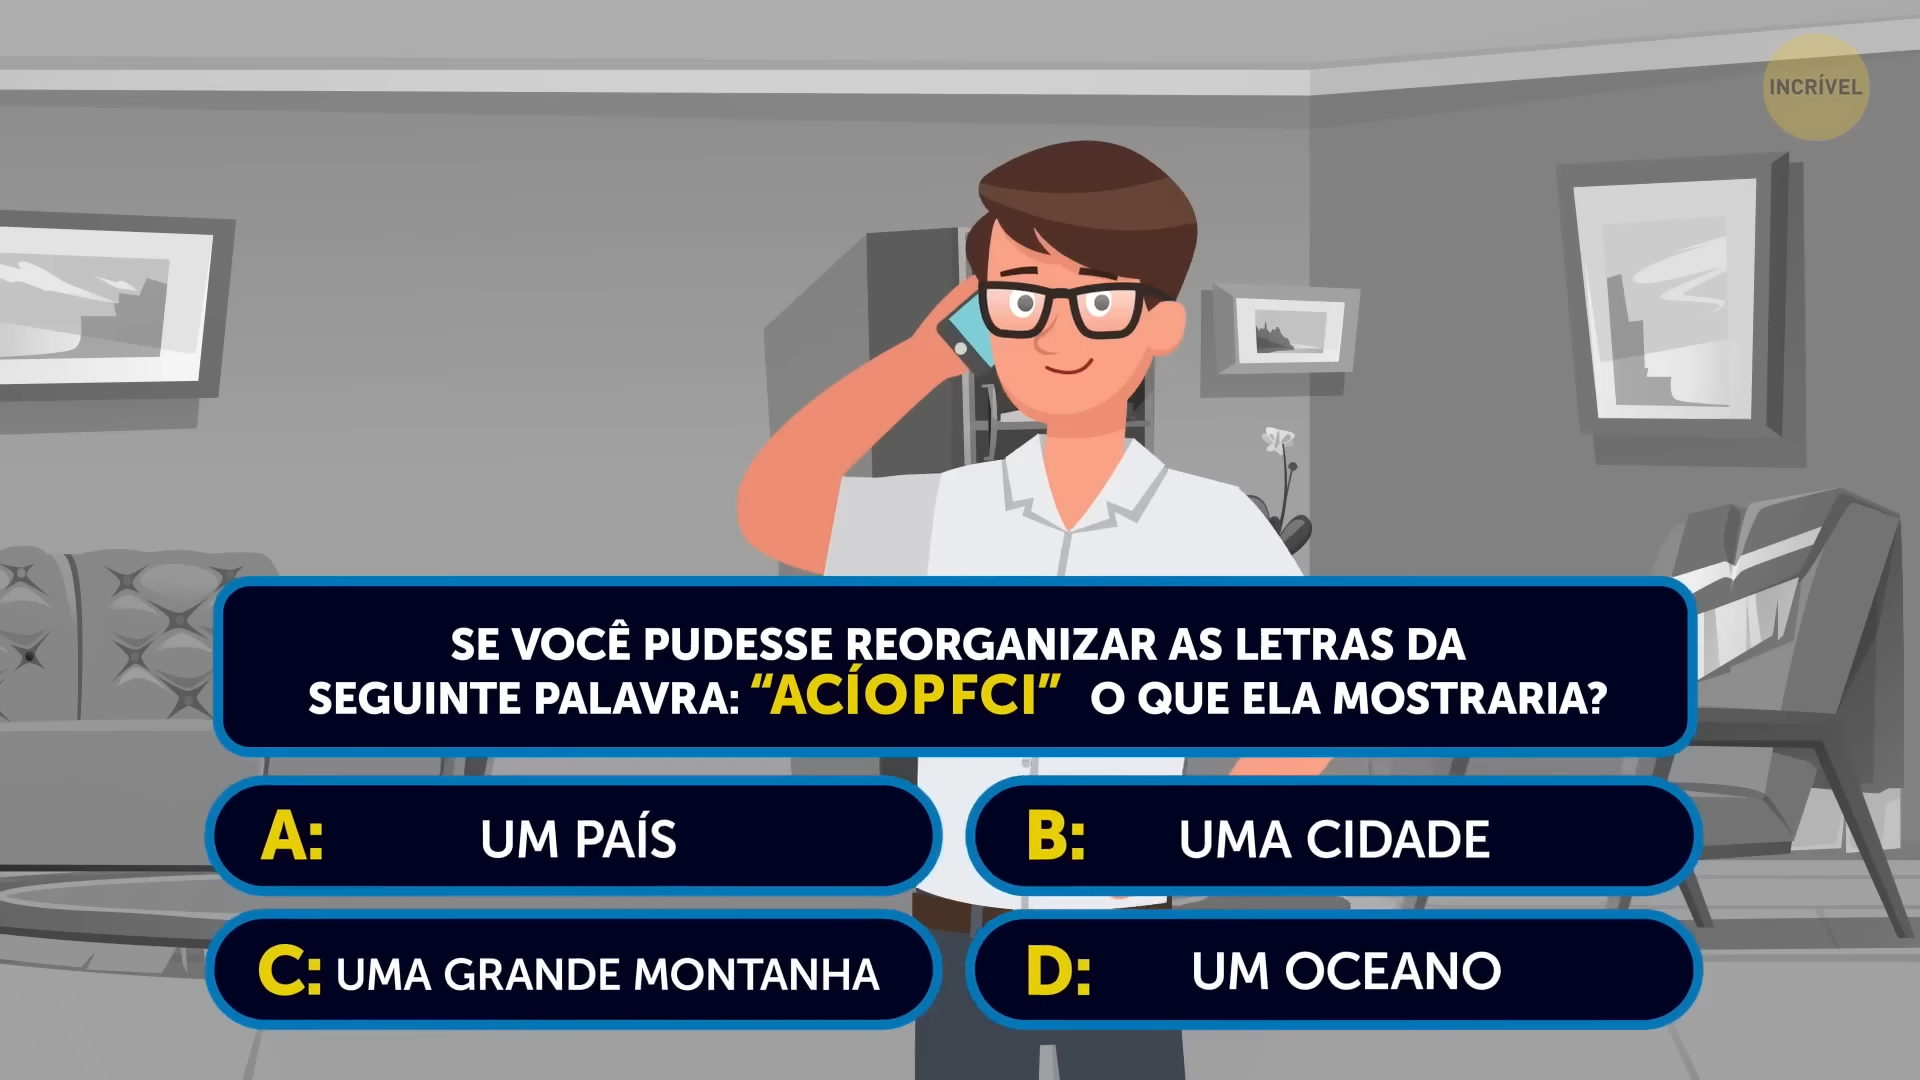 INCRÍVEL
SE VOCÊ PUDESSE REORGANIZAR AS LETRAS DA
SEGUINTE PALAVRA: “ACÍOPFCI” O QUE ELA MOSTRARIA?
A: UM PAÍS
B: UMA CIDADE
C: UMA GRANDE MONTANHA
D: UM OCEANO